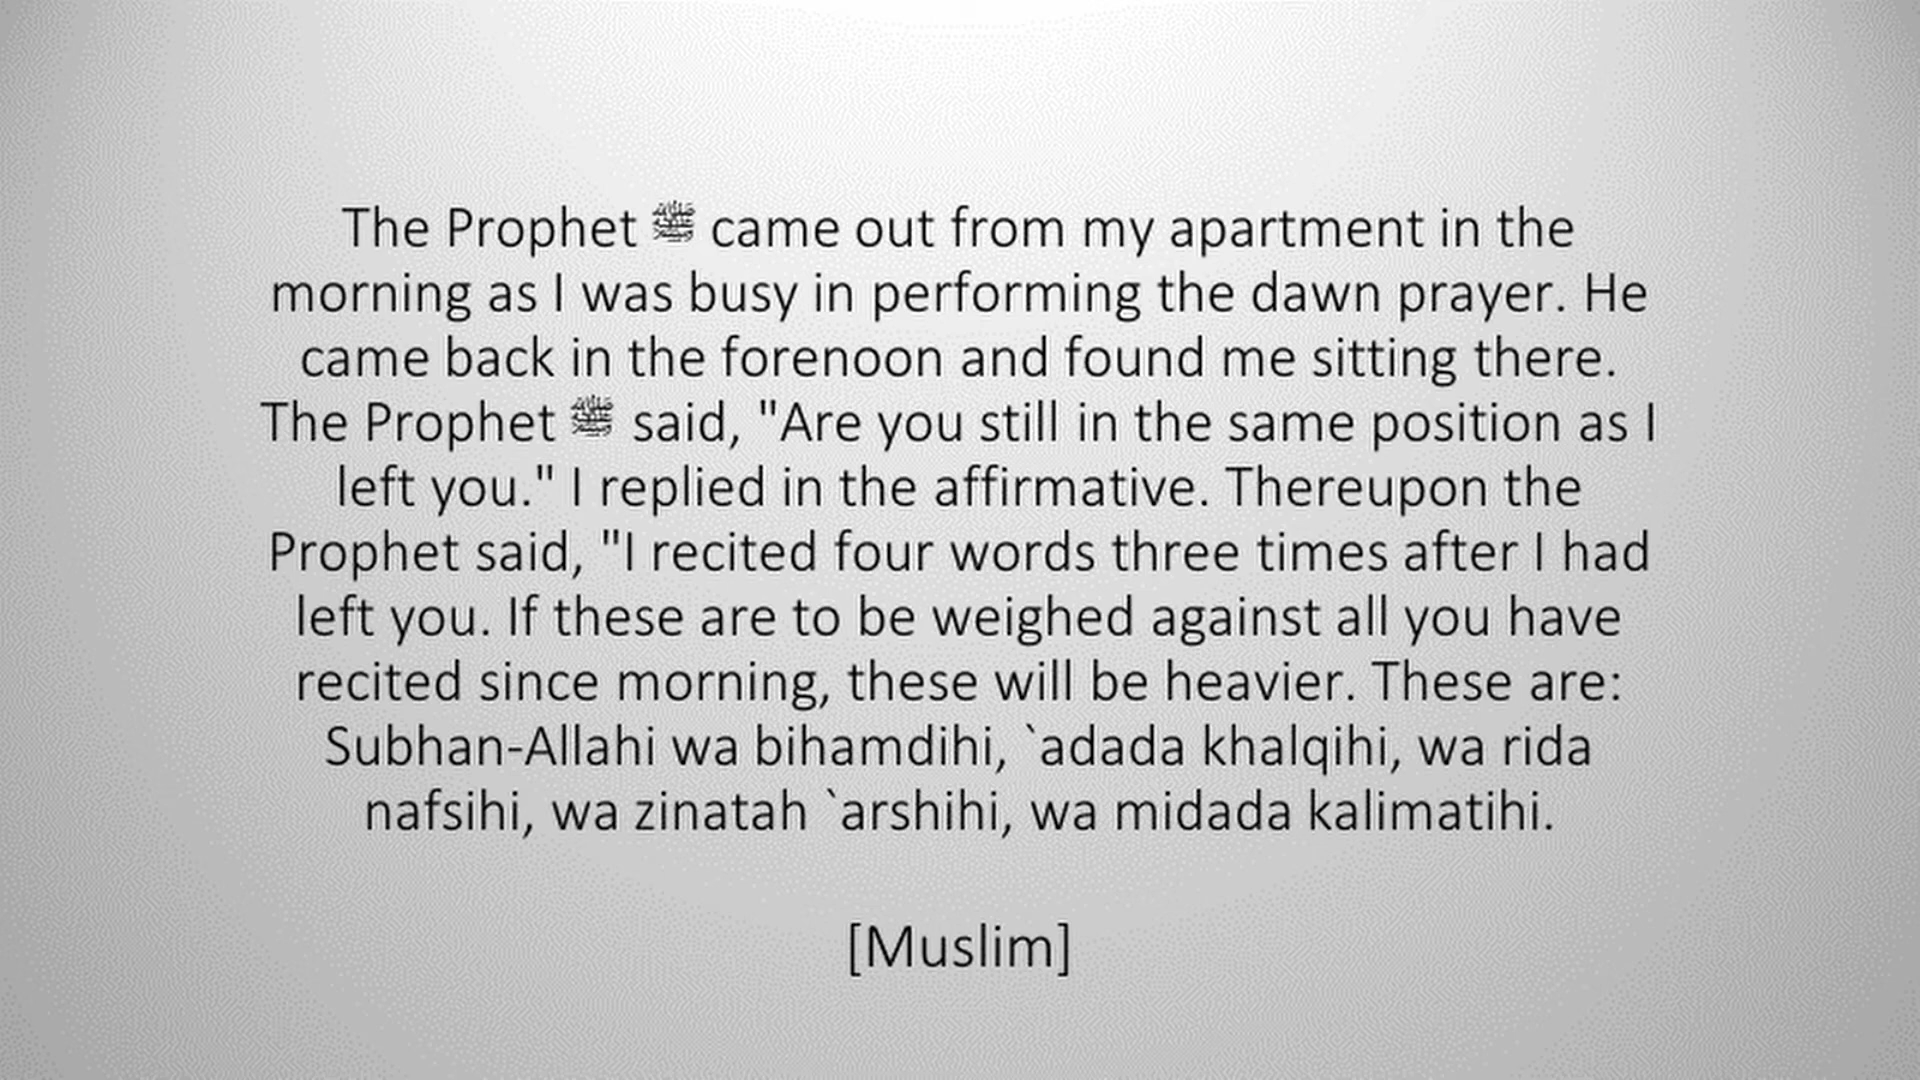 The Prophet ﷺ came out from my apartment in the
morning as I was busy in performing the dawn prayer. He
came back in the forenoon and found me sitting there.
The Prophet ﷺ said, "Are you still in the same position as I
left you." I replied in the affirmative. Thereupon the
Prophet said, "I recited four words three times after I had
left you. If these are to be weighed against all you have
recited since morning, these will be heavier. These are:
Subhan-Allahi wa bihamdihi, `adada khalqihi, wa rida
nafsihi, wa zinatah `arshihi, wa midada kalimatihi.
[Muslim]